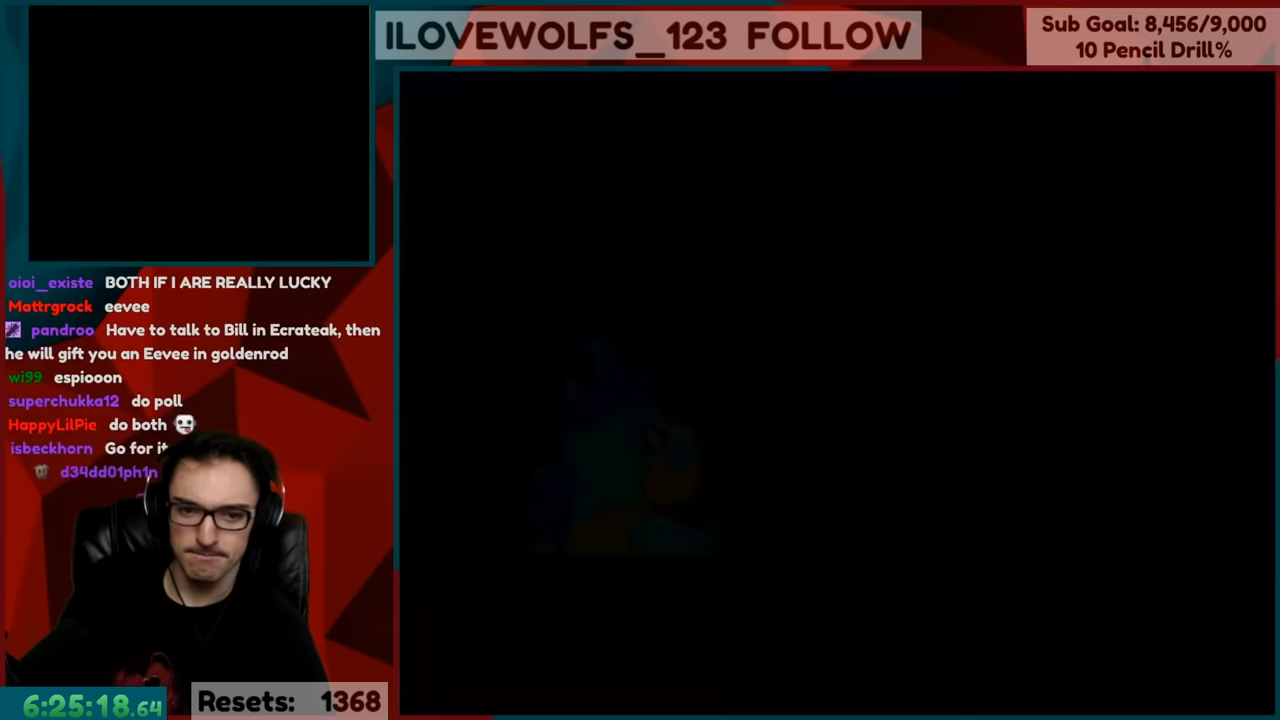 ILOVEWOLFS_123 FOLLOW
Sub Goal: 8,456/9,000
10 Pencil Drill%
oioi_existe BOTH IF I ARE REALLY LUCKY
Mattrgrock eevee
pandroo Have to talk to Bill in Ecrateak, then
he will gift you an Eevee in goldenrod
wi99 espiooon
superchukka12 do poll
HappyLilPie do both
isbeckhorn Go for it
d34dd01ph1n
6:25:18.64
Resets: 1368